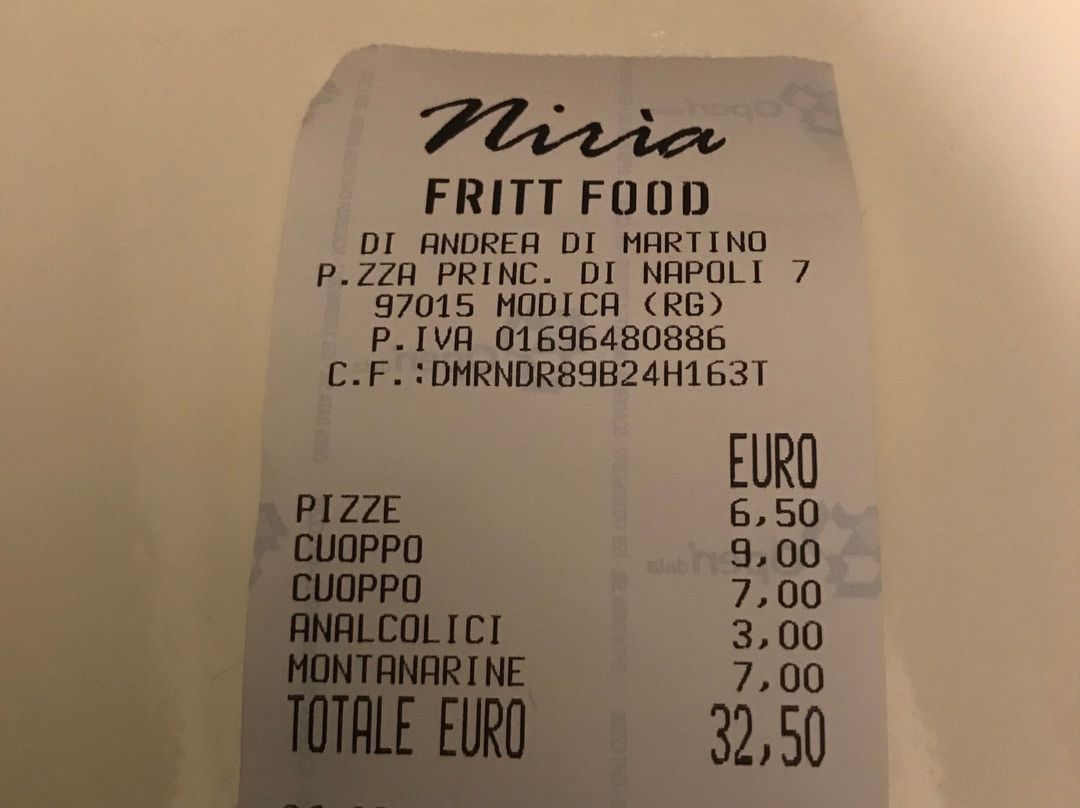 Nirìa
FRITT FOOD
DI ANDREA DI MARTINO
P.ZZA PRINC. DI NAPOLI 7
97015 MODICA (RG)
P.IVA 01696480886
C.F.:DMRNDR89B24H163T
EURO
PIZZE 6,50
CUOPPO 9,00
CUOPPO 7,00
ANALCOLICI 3,00
MONTANARINE 7,00
TOTALE EURO 32,50